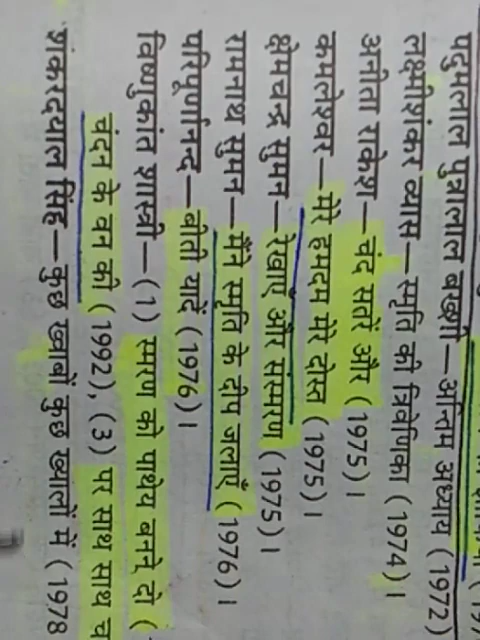 पदुमलाल पुन्नालाल बख्शी—अन्तिम अध्याय (1972)
लक्ष्मीशंकर व्यास—स्मृति की त्रिवेणिका (1974)।
अनीता राकेश—चंद सतरें और (1975)।
कमलेश्वर—मेरे हमदम मेरे दोस्त (1975)।
क्षेमचन्द्र सुमन—रेखाएँ और संस्मरण (1975)।
रामनाथ सुमन—मैंने स्मृति के दीप जलाएँ (1976)।
परिपूर्णानन्द—बीती यादें (1976)।
विष्णुकांत शास्त्री—(1) स्मरण को पाथेय बनने दो (
चंदन के वन की (1992), (3) पर साथ साथ च
शंकरदयाल सिंह—कुछ ख्वाबों कुछ ख्यालों में (1978